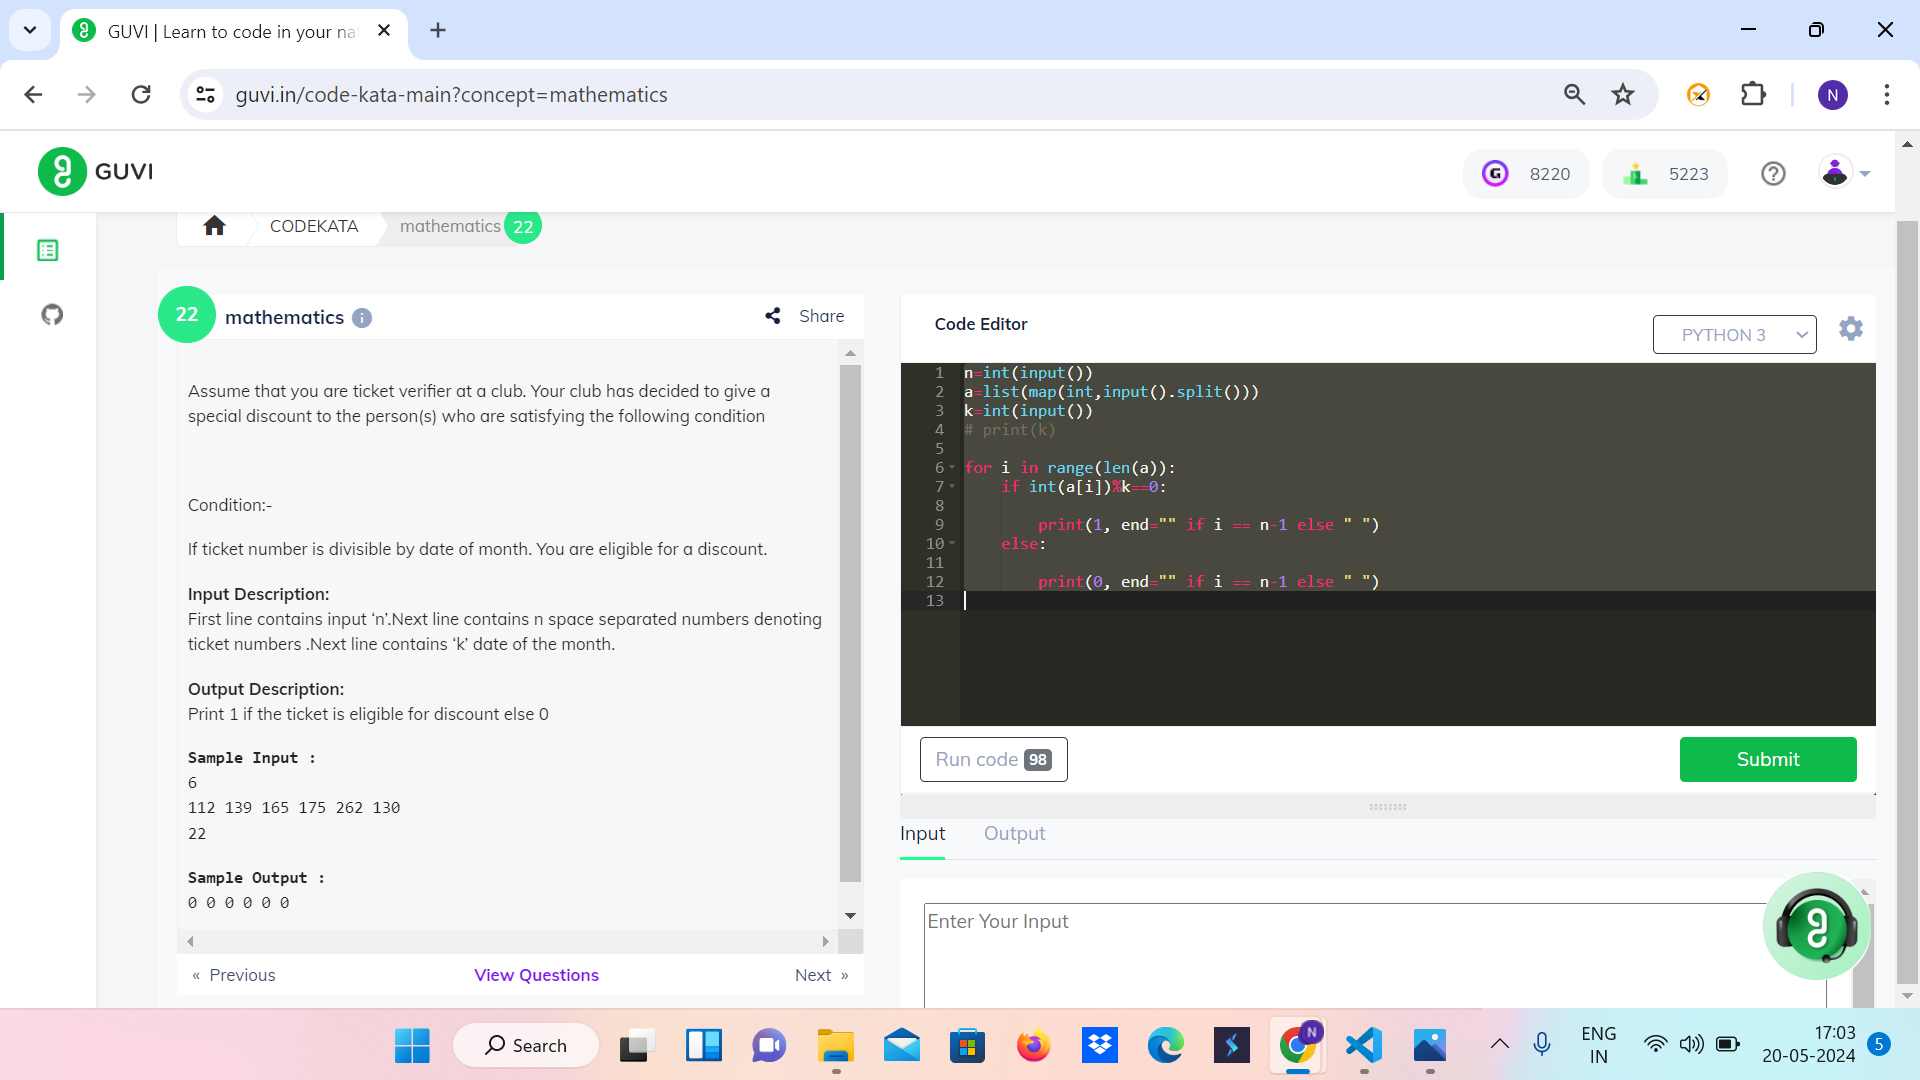 GUVI | Learn to code in your na
guvi.in/code-kata-main?concept=mathematics
N
GUVI
G 8220
5223
CODEKATA
mathematics 22
22 mathematics
Share
Assume that you are ticket verifier at a club. Your club has decided to give a
special discount to the person(s) who are satisfying the following condition
Condition:-
If ticket number is divisible by date of month. You are eligible for a discount.
Input Description:
First line contains input ‘n’.Next line contains n space separated numbers denoting
ticket numbers .Next line contains ‘k’ date of the month.
Output Description:
Print 1 if the ticket is eligible for discount else 0
Sample Input :
6
112 139 165 175 262 130
22
Sample Output :
0 0 0 0 0 0
« Previous
View Questions
Next »
Code Editor
PYTHON 3
1 n=int(input())
2 a=list(map(int,input().split()))
3 k=int(input())
4 # print(k)
5
6 for i in range(len(a)):
7     if int(a[i])%k==0:
8
9         print(1, end="" if i == n-1 else " ")
10     else:
11
12         print(0, end="" if i == n-1 else " ")
13
Run code 98
Submit
Input
Output
Enter Your Input
Search
N
ENG
IN
17:03
20-05-2024
5